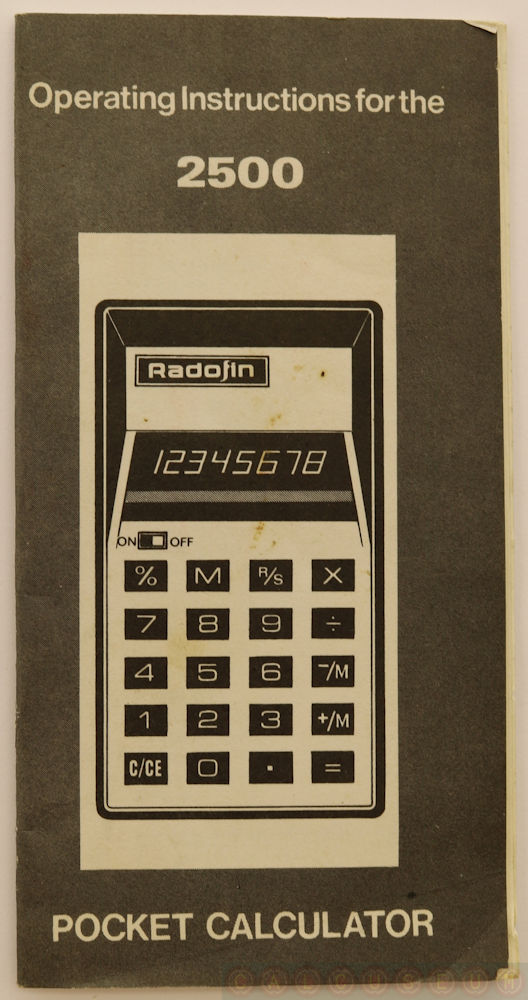 Operating Instructions for the
2500
Radofin
12345678
ON OFF
% M R/S X
7 8 9 ÷
4 5 6 −/M
1 2 3 +/M
C/CE 0 . =
POCKET CALCULATOR
CALCUSEUM